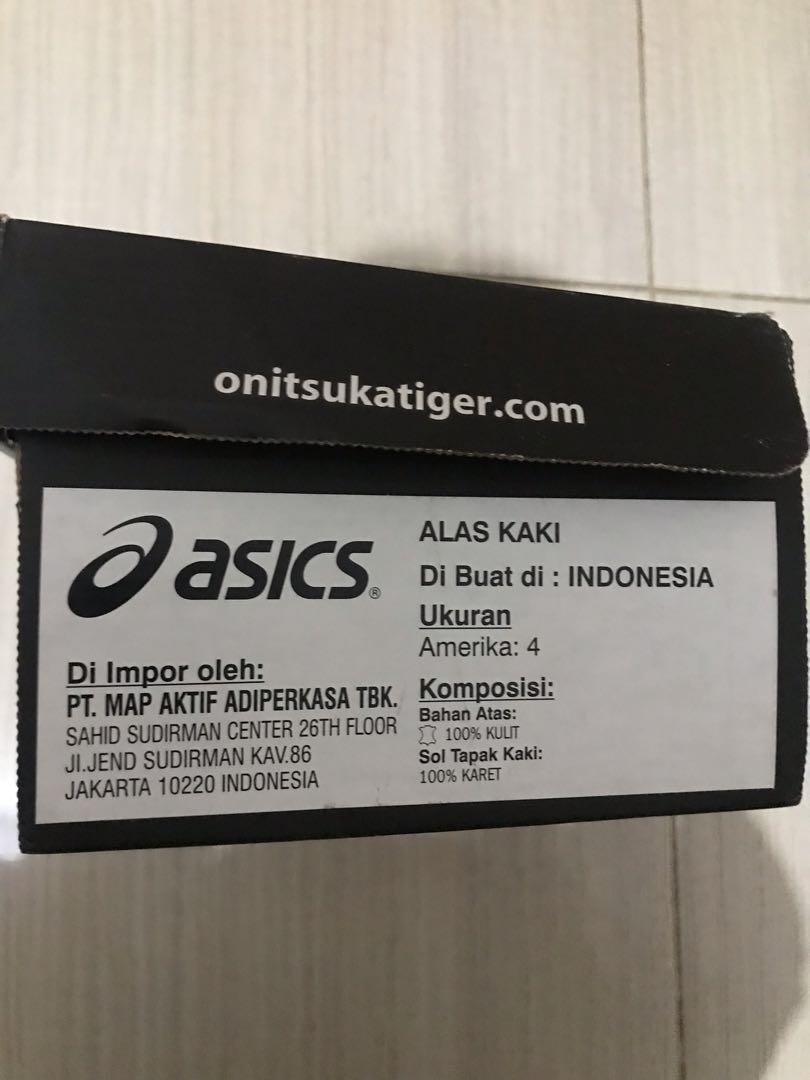 onitsukatiger.com
asics®
Di Impor oleh:
PT. MAP AKTIF ADIPERKASA TBK.
SAHID SUDIRMAN CENTER 26TH FLOOR
Jl.JEND SUDIRMAN KAV.86
JAKARTA 10220 INDONESIA
ALAS KAKI
Di Buat di : INDONESIA
Ukuran
Amerika: 4
Komposisi:
Bahan Atas:
100% KULIT
Sol Tapak Kaki:
100% KARET